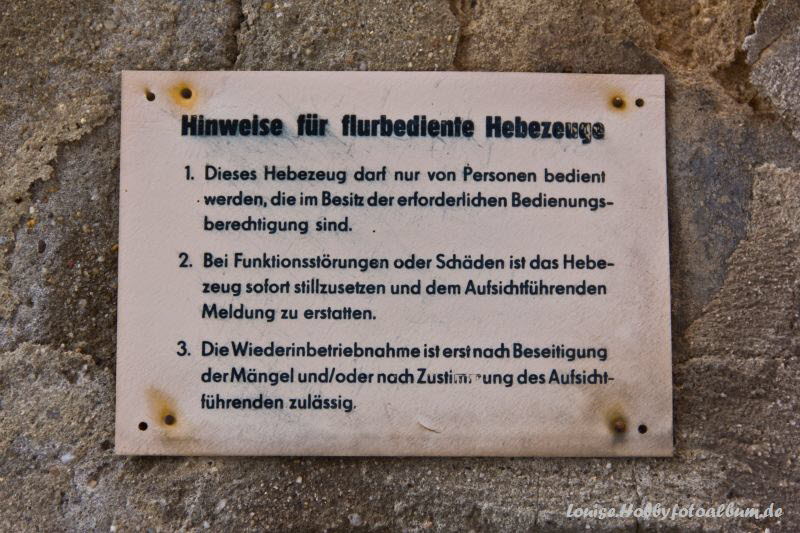 Hinweise für flurbediente Hebezeuge
1. Dieses Hebezeug darf nur von Personen bedient
werden, die im Besitz der erforderlichen Bedienungs-
berechtigung sind.
2. Bei Funktionsstörungen oder Schäden ist das Hebe-
zeug sofort stillzusetzen und dem Aufsichtführenden
Meldung zu erstatten.
3. Die Wiederinbetriebnahme ist erst nach Beseitigung
der Mängel und/oder nach Zustimmung des Aufsicht-
führenden zulässig.
Louise.Hobbyfotoalbum.de